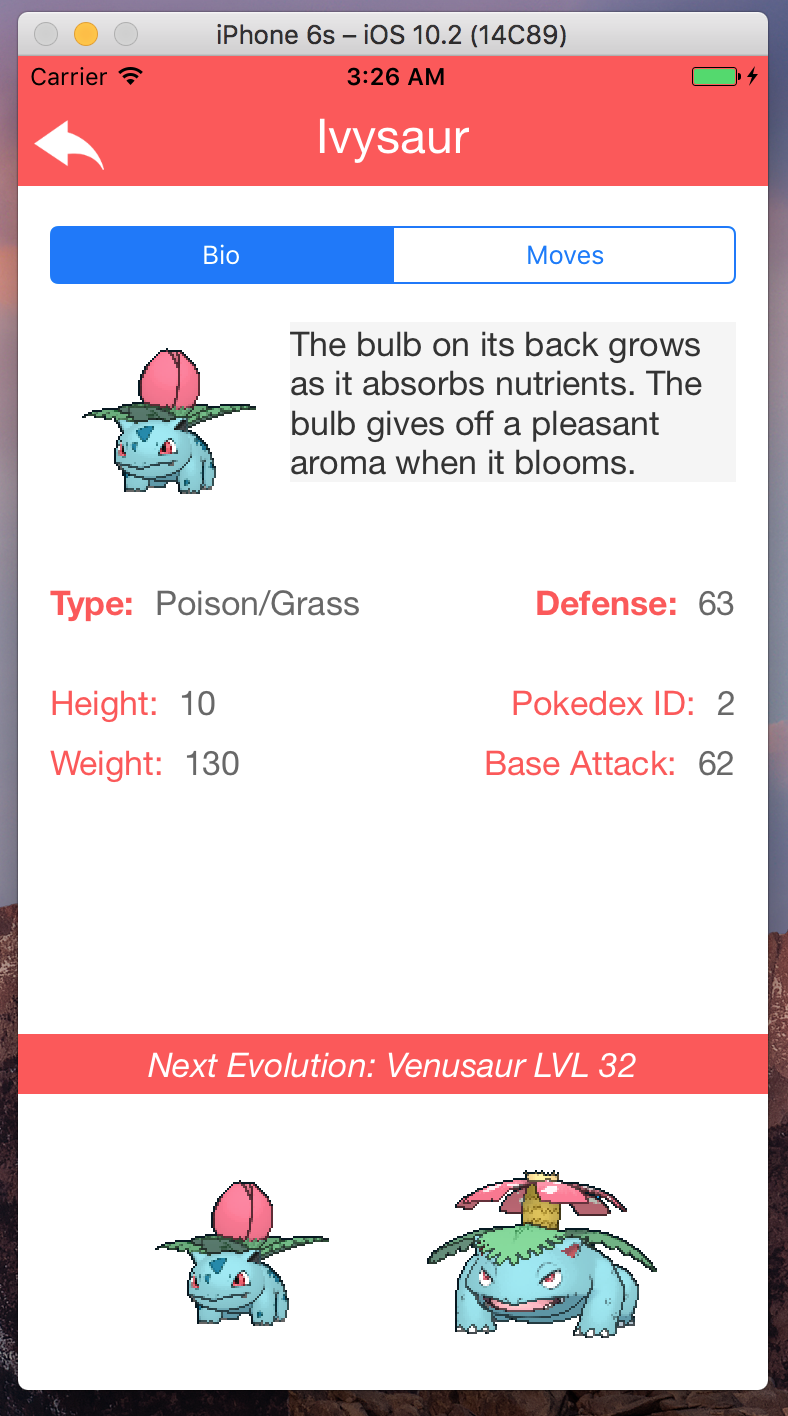 iPhone 6s – iOS 10.2 (14C89)
Carrier 3:26 AM
Ivysaur
Bio Moves
The bulb on its back grows
as it absorbs nutrients. The
bulb gives off a pleasant
aroma when it blooms.
Type: Poison/Grass Defense: 63
Height: 10 Pokedex ID: 2
Weight: 130 Base Attack: 62
Next Evolution: Venusaur LVL 32